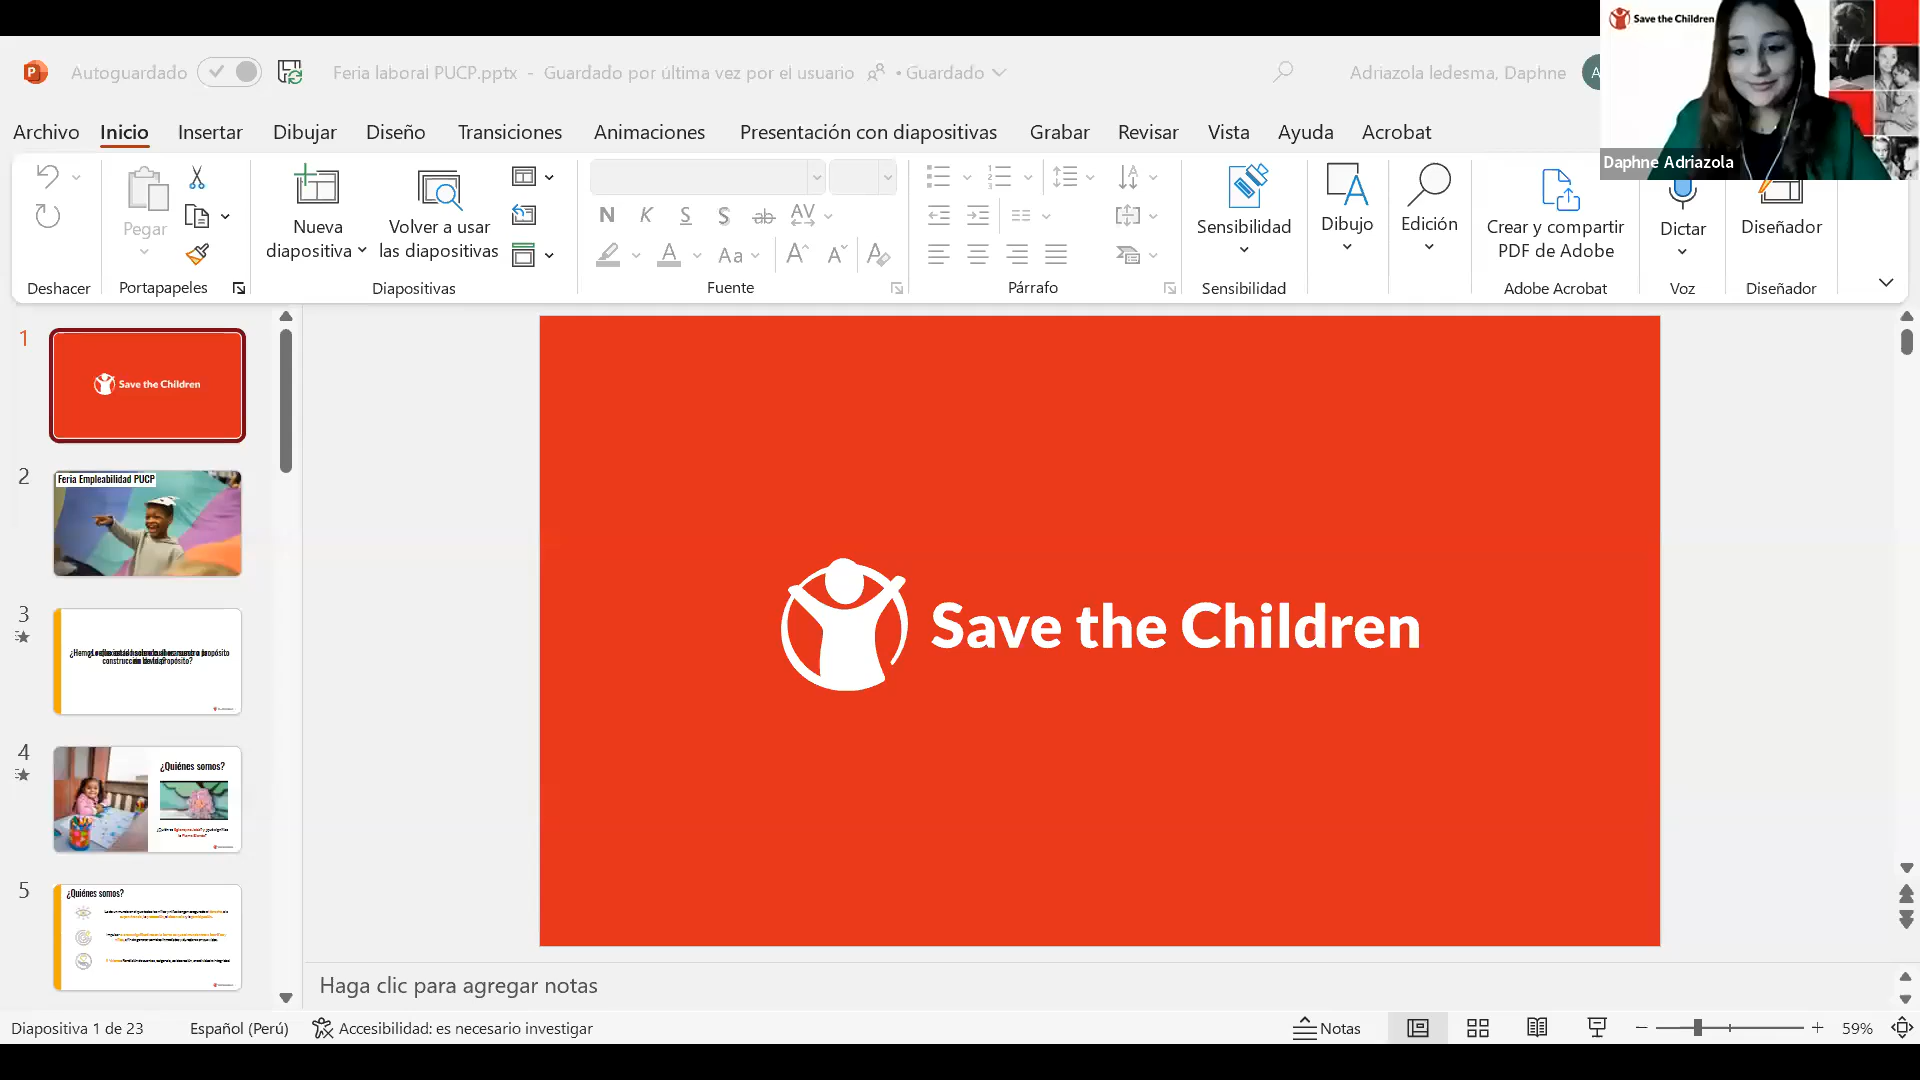 Save the Children
Daphne Adriazola
Autoguardado
Feria laboral PUCP.pptx - Guardado por última vez por el usuario • Guardado
Adriazola ledesma, Daphne
Archivo Inicio Insertar Dibujar Diseño Transiciones Animaciones Presentación con diapositivas Grabar Revisar Vista Ayuda Acrobat
Pegar
Nueva diapositiva
Volver a usar las diapositivas
N K S S ab AV
A Aa A A A
Sensibilidad
Dibujo
Edición
Crear y compartir PDF de Adobe
Dictar
Diseñador
Deshacer Portapapeles Diapositivas Fuente Párrafo Sensibilidad Adobe Acrobat Voz Diseñador
1
Save the Children
2
Feria Empleabilidad PUCP
3
4
¿Quiénes somos?
5
¿Quiénes somos?
Save the Children
Haga clic para agregar notas
Diapositiva 1 de 23 Español (Perú) Accesibilidad: es necesario investigar Notas 59%